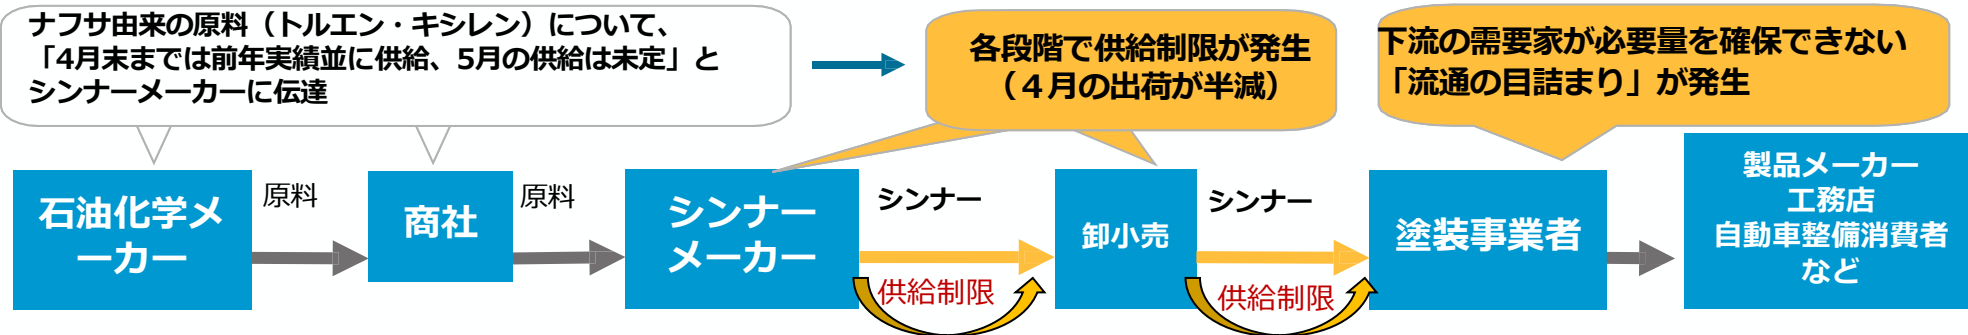 ナフサ由来の原料（トルエン・キシレン）について、
「4月末までは前年実績並に供給、5月の供給は未定」と
シンナーメーカーに伝達
各段階で供給制限が発生
（４月の出荷が半減）
下流の需要家が必要量を確保できない
「流通の目詰まり」が発生
石油化学メ
ーカー
原料
商社
原料
シンナー
メーカー
シンナー
供給制限
卸小売
シンナー
供給制限
塗装事業者
製品メーカー
工務店
自動車整備消費者
など